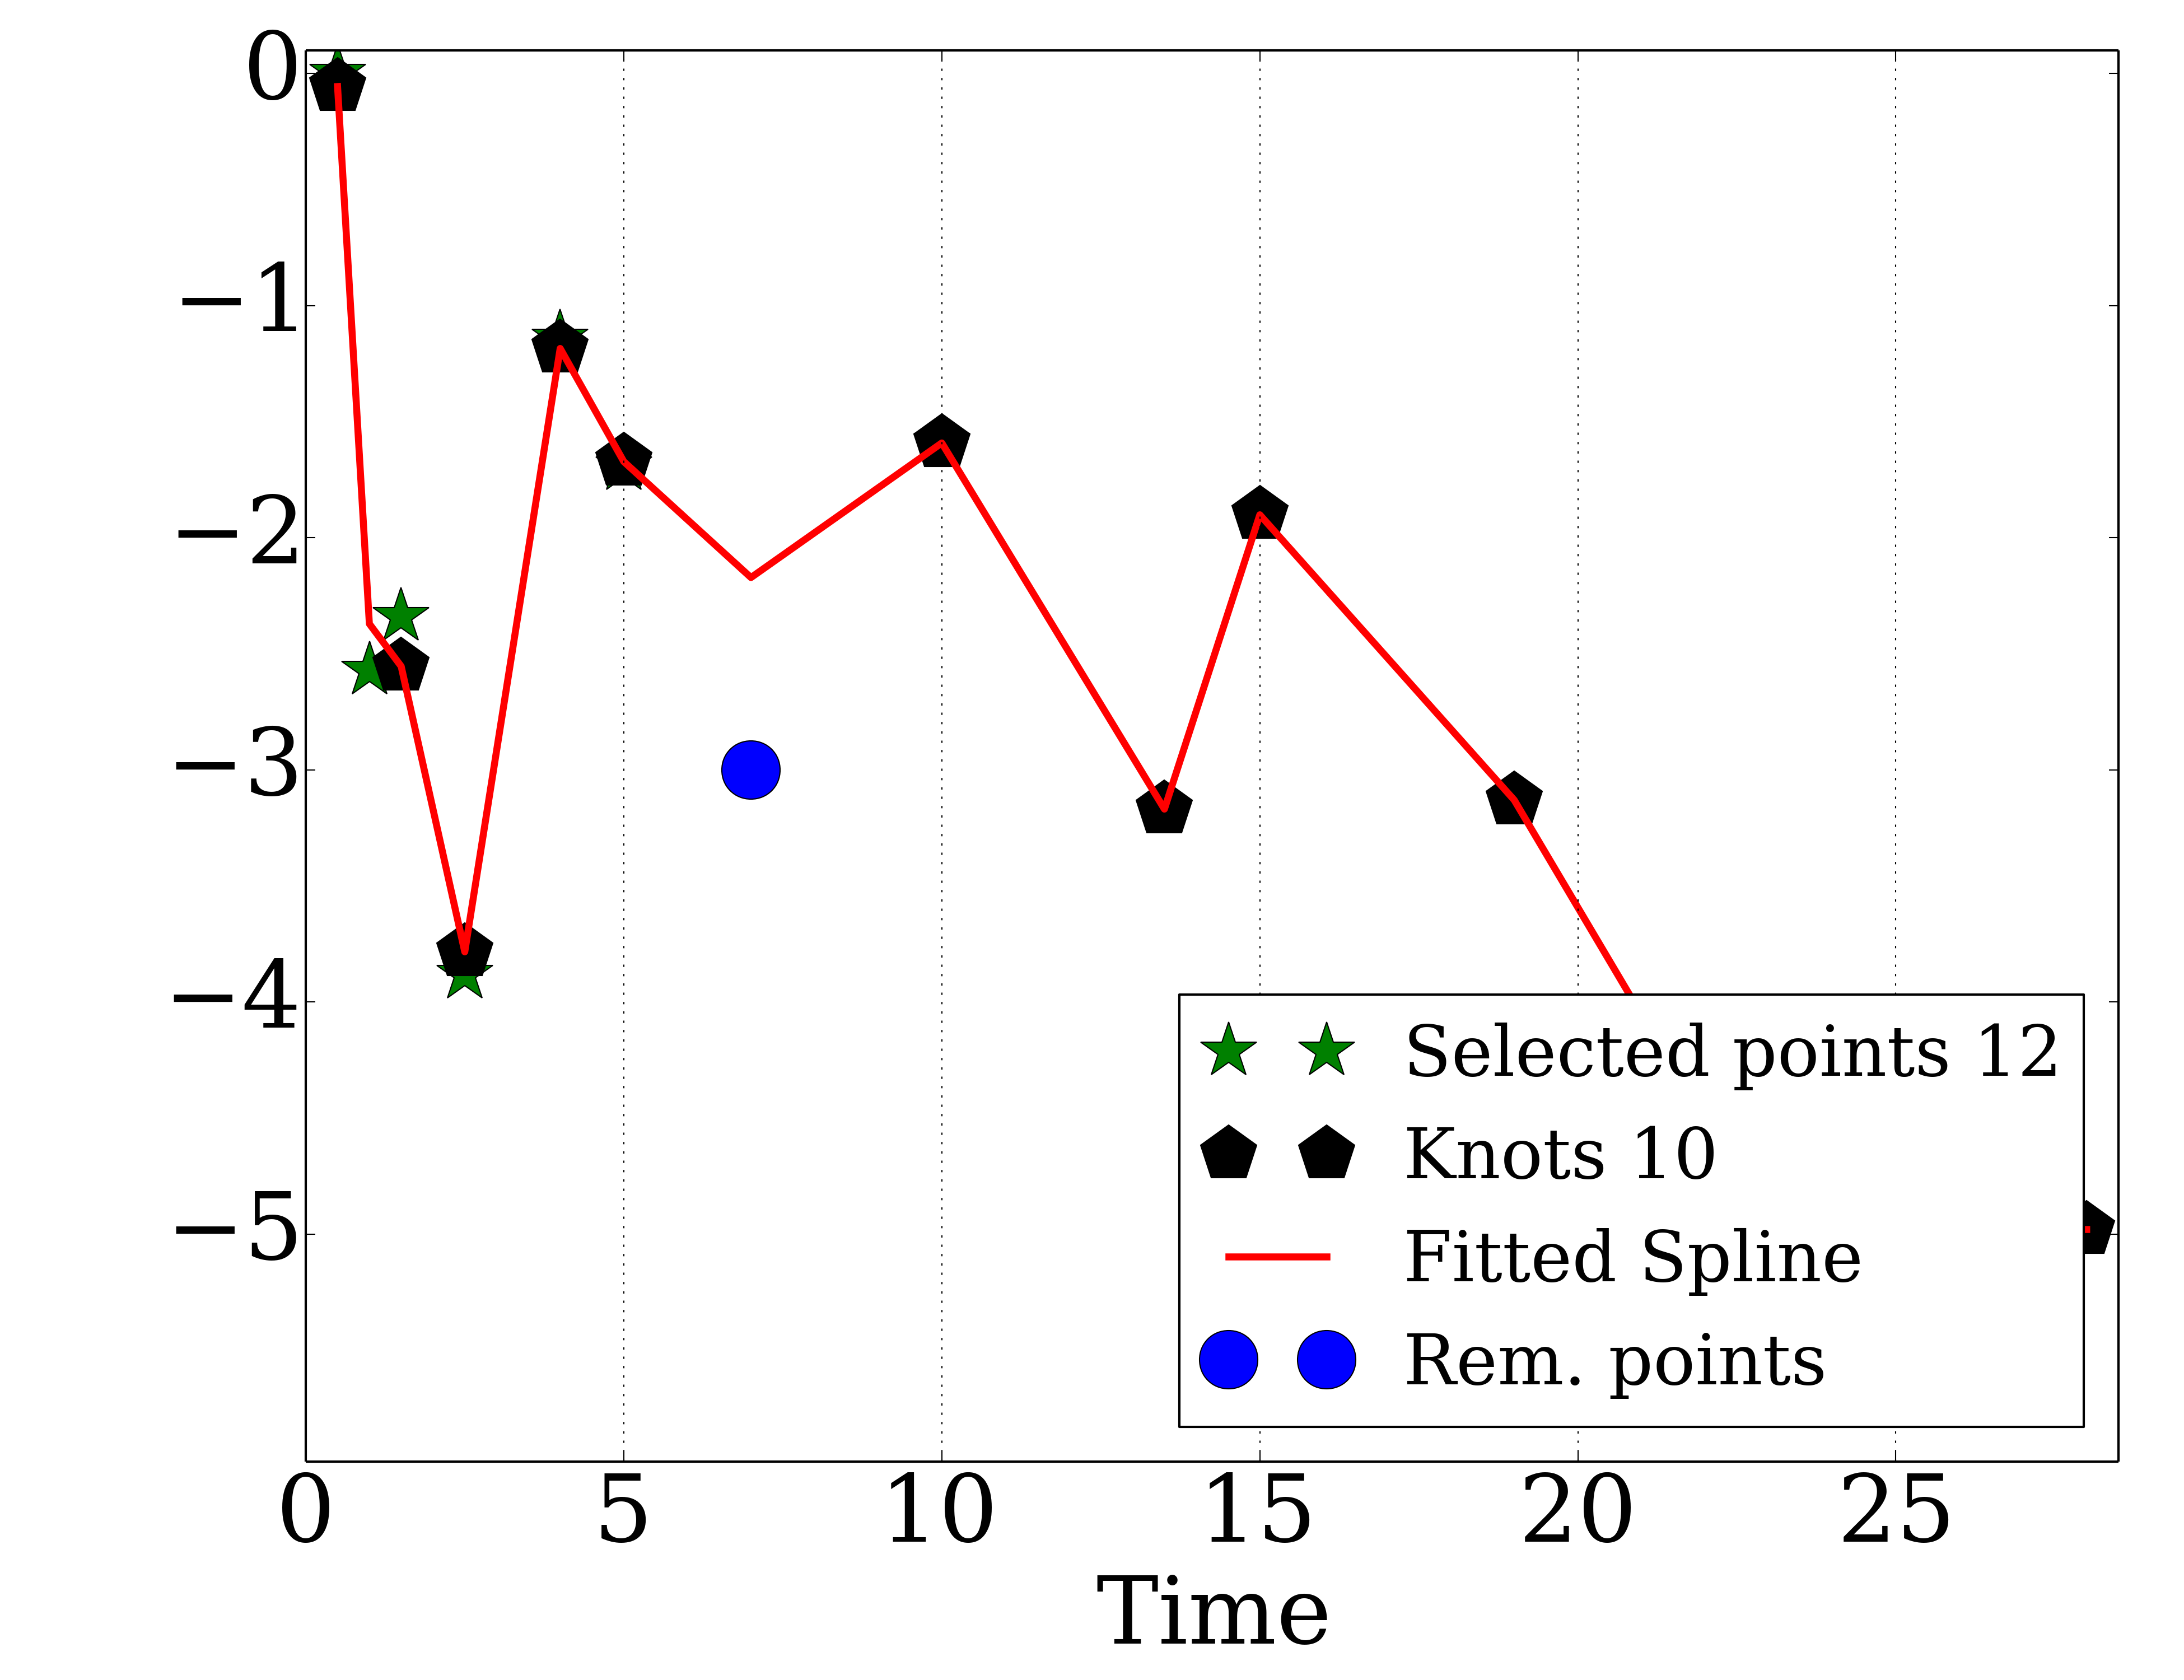 0
−1
−2
−3
−4
−5
Selected points 12
Knots 10
Fitted Spline
Rem. points
0 5 10 15 20 25
Time